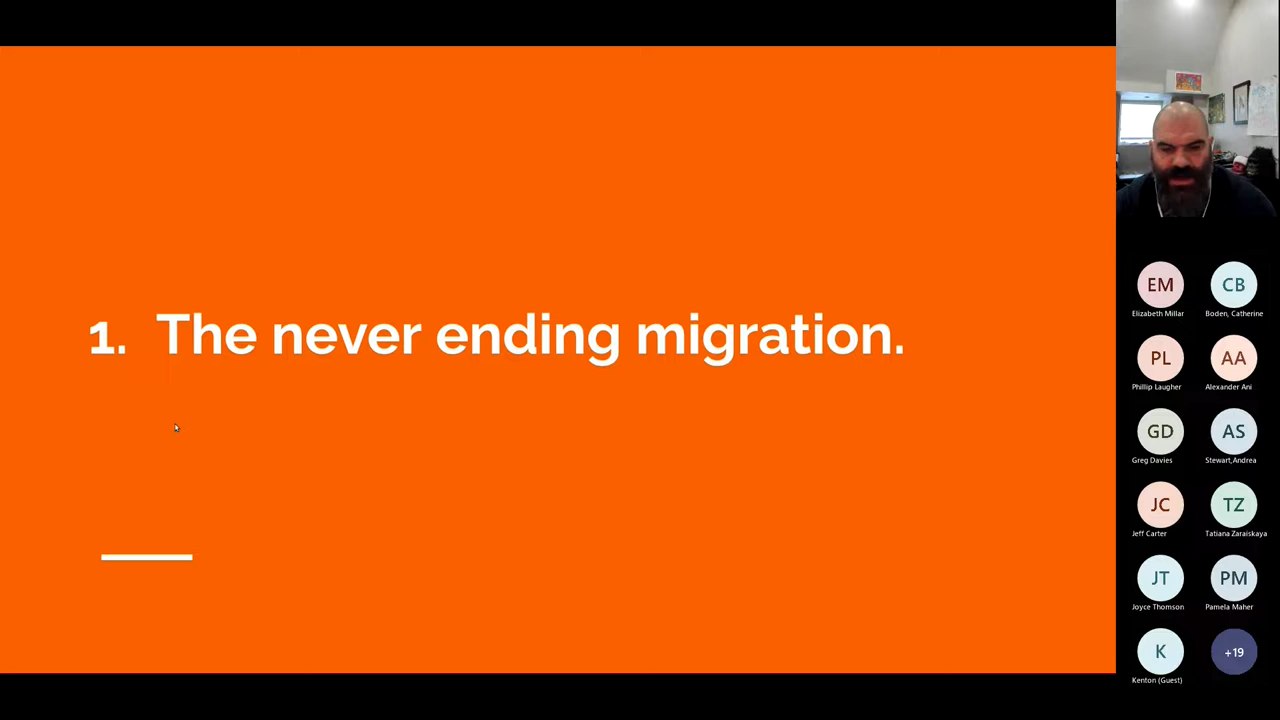 1. The never ending migration.
EM CB
Elizabeth Millar Boden, Catherine
PL AA
Phillip Laugher Alexander Ani
GD AS
Greg Davies Stewart,Andrea
JC TZ
Jeff Carter Tatiana Zaraiskaya
JT PM
Joyce Thomson Pamela Maher
K +19
Kenton (Guest)